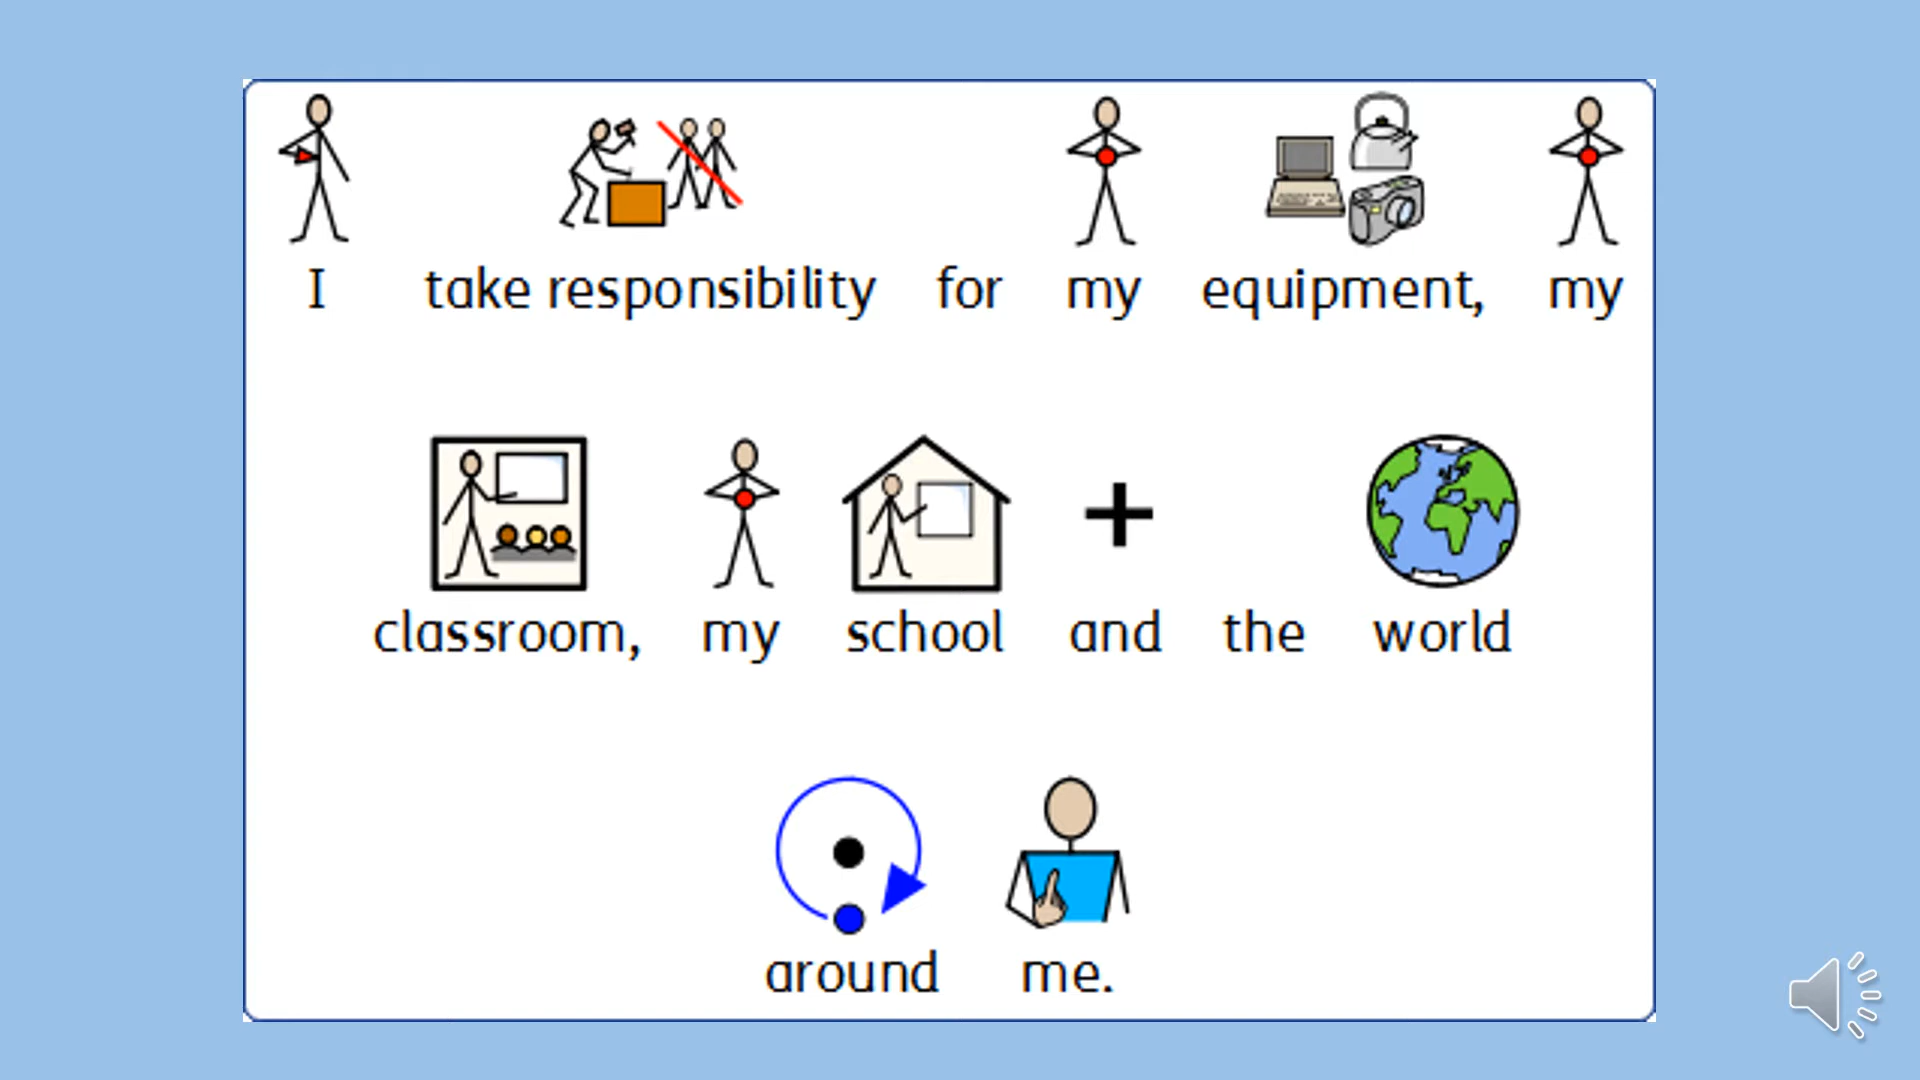 I take responsibility for my equipment, my
classroom, my school and the world
around me.